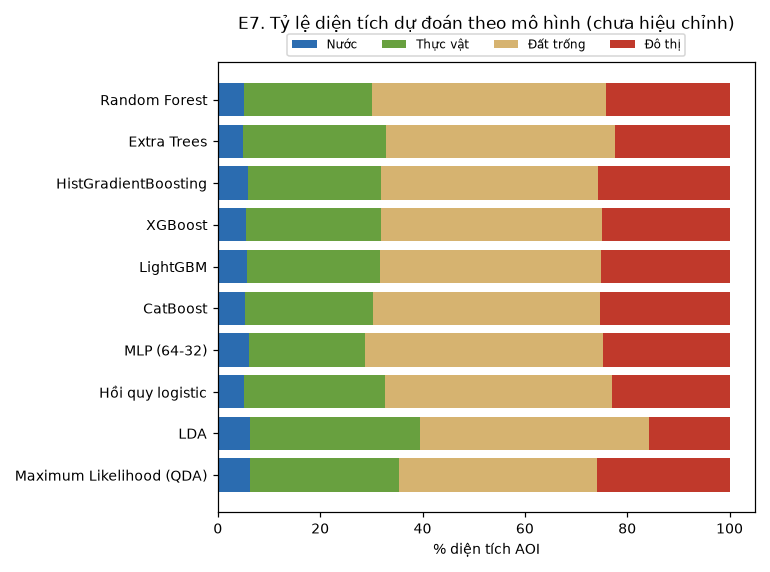 E7. Tỷ lệ diện tích dự đoán theo mô hình (chưa hiệu chỉnh)
Nước Thực vật Đất trống Đô thị
Random Forest
Extra Trees
HistGradientBoosting
XGBoost
LightGBM
CatBoost
MLP (64-32)
Hồi quy logistic
LDA
Maximum Likelihood (QDA)
0 20 40 60 80 100
% diện tích AOI